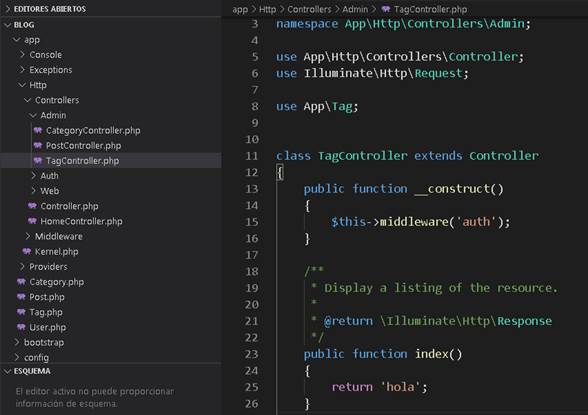 EDITORES ABIERTOS
BLOG
app
Console
Exceptions
Http
Controllers
Admin
CategoryController.php
PostController.php
TagController.php
Auth
Web
Controller.php
HomeController.php
Middleware
Kernel.php
Providers
Category.php
Post.php
Tag.php
User.php
bootstrap
config
ESQUEMA
El editor activo no puede proporcionar
información de esquema.
app > Http > Controllers > Admin > TagController.php
3 namespace App\Http\Controllers\Admin;
4
5 use App\Http\Controllers\Controller;
6 use Illuminate\Http\Request;
7
8 use App\Tag;
9
10
11 class TagController extends Controller
12 {
13 public function __construct()
14 {
15 $this->middleware('auth');
16 }
17
18 /**
19 * Display a listing of the resource.
20 *
21 * @return \Illuminate\Http\Response
22 */
23 public function index()
24 {
25 return 'hola';
26 }